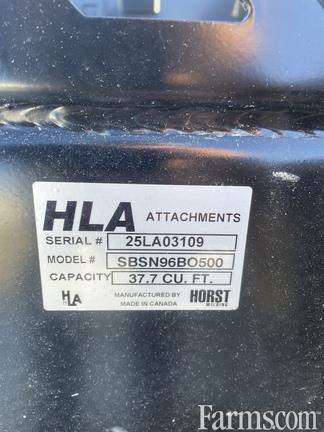 HLA ATTACHMENTS
SERIAL # 25LA03109
MODEL # SBSN96BO500
CAPACITY 37.7 CU. FT.
HLA MANUFACTURED BY HORST
MADE IN CANADA WELDING
Farms.com®